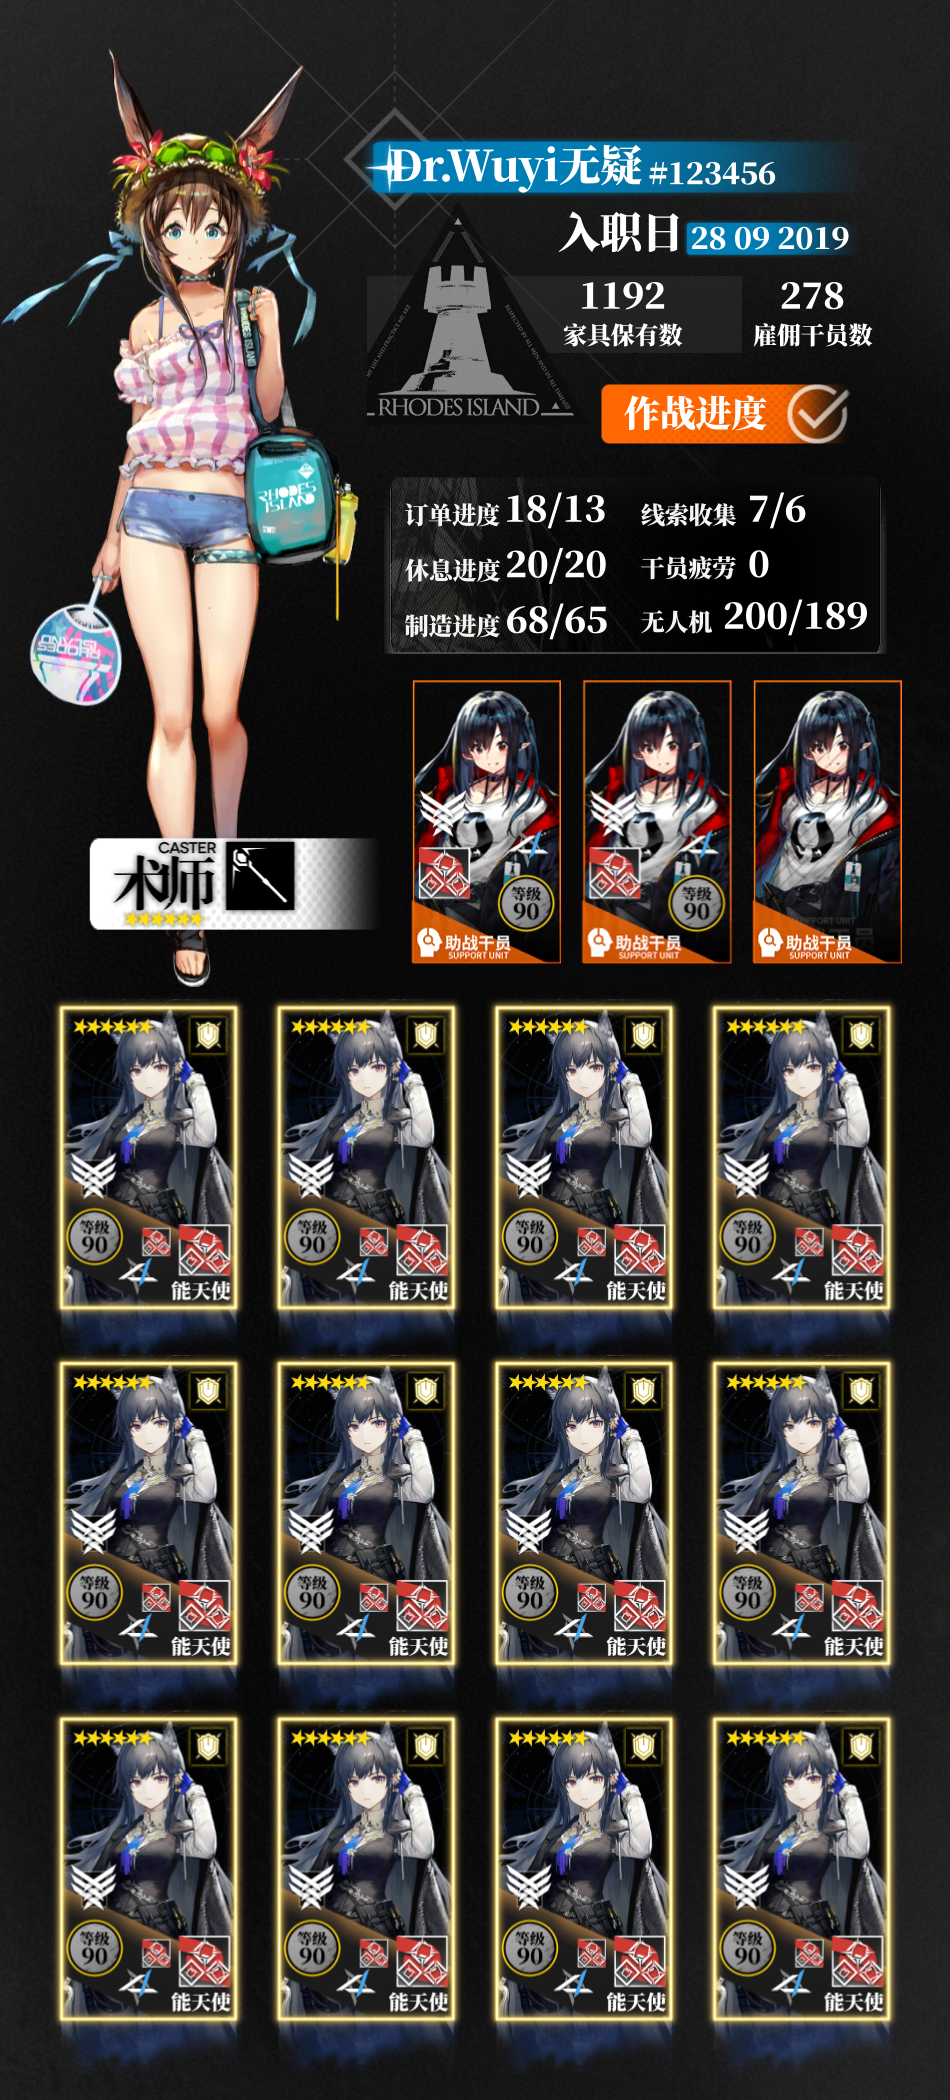 Dr.Wuyi无疑 #123456
入职日 28 09 2019
1192 278
家具保有数 雇佣干员数
RHODES ISLAND
作战进度
订单进度 18/13 线索收集 7/6
休息进度 20/20 干员疲劳 0
制造进度 68/65 无人机 200/189
RHODES ISLAND
RHODES
ISLAND
RHODES
ISLAND
CASTER
术师
等级
90
助战干员
SUPPORT UNIT
等级
90
助战干员
SUPPORT UNIT
助战干员
SUPPORT UNIT
等级
90
能天使
等级
90
能天使
等级
90
能天使
等级
90
能天使
等级
90
能天使
等级
90
能天使
等级
90
能天使
等级
90
能天使
等级
90
能天使
等级
90
能天使
等级
90
能天使
等级
90
能天使